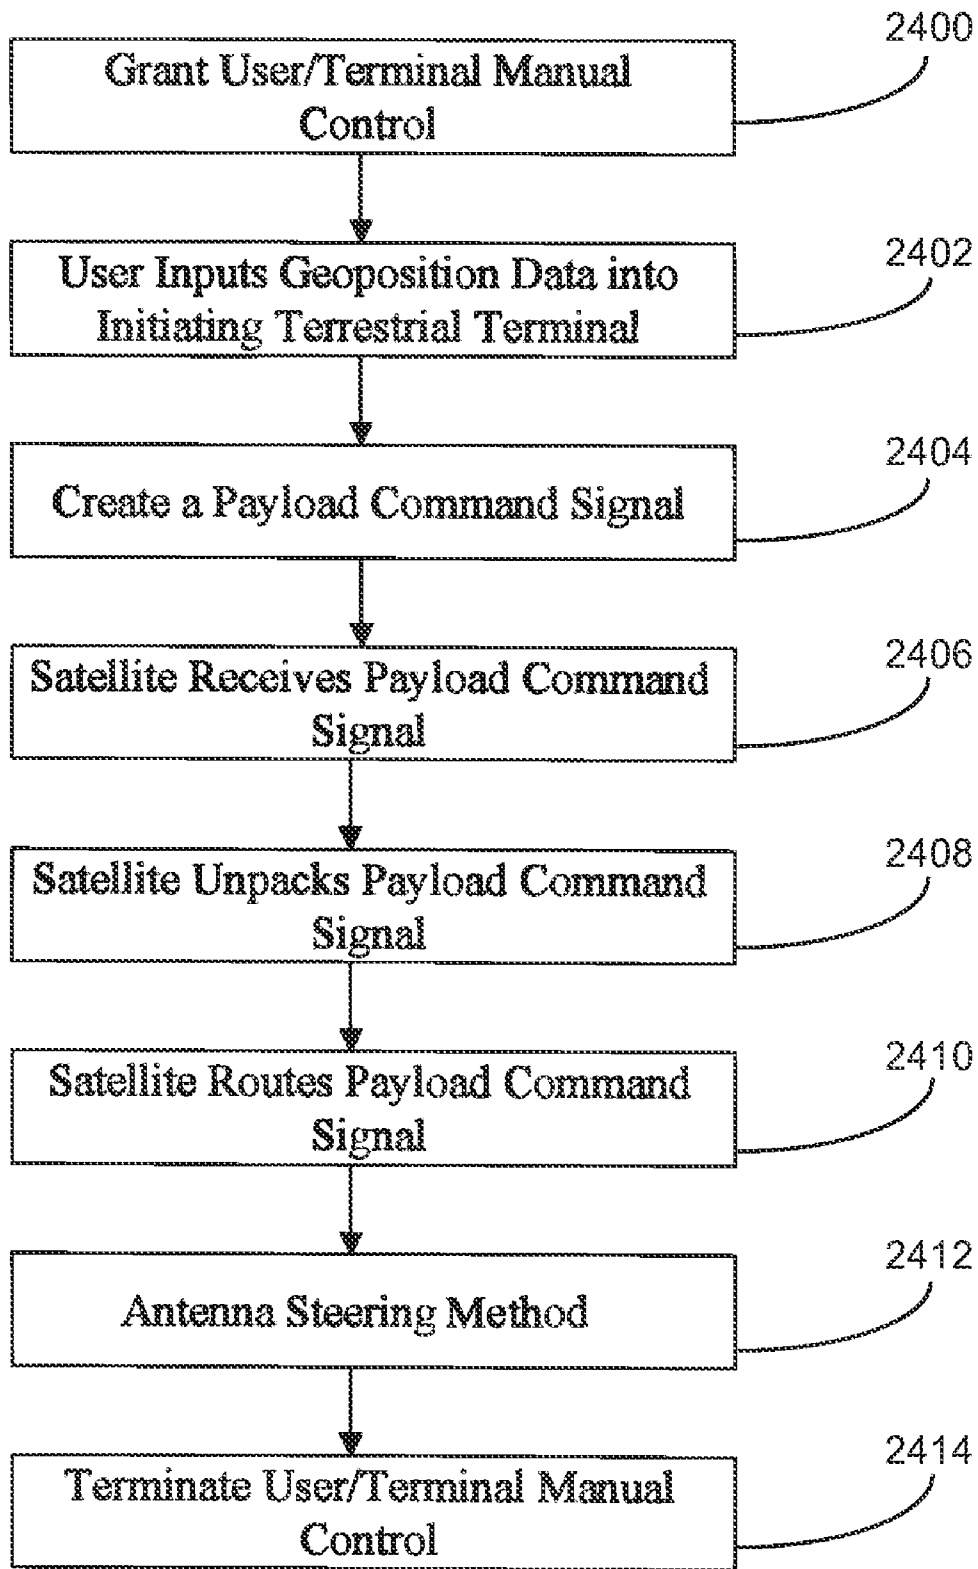 2400
Grant User/Terminal Manual
Control
2402
User Inputs Geoposition Data into
Initiating Terrestrial Terminal
2404
Create a Payload Command Signal
2406
Satellite Receives Payload Command
Signal
2408
Satellite Unpacks Payload Command
Signal
2410
Satellite Routes Payload Command
Signal
2412
Antenna Steering Method
2414
Terminate User/Terminal Manual
Control